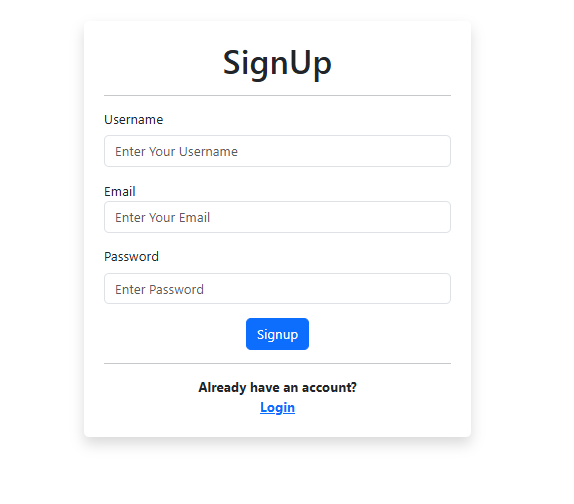 SignUp
Username
Enter Your Username
Email
Enter Your Email
Password
Enter Password
Signup
Already have an account?
Login